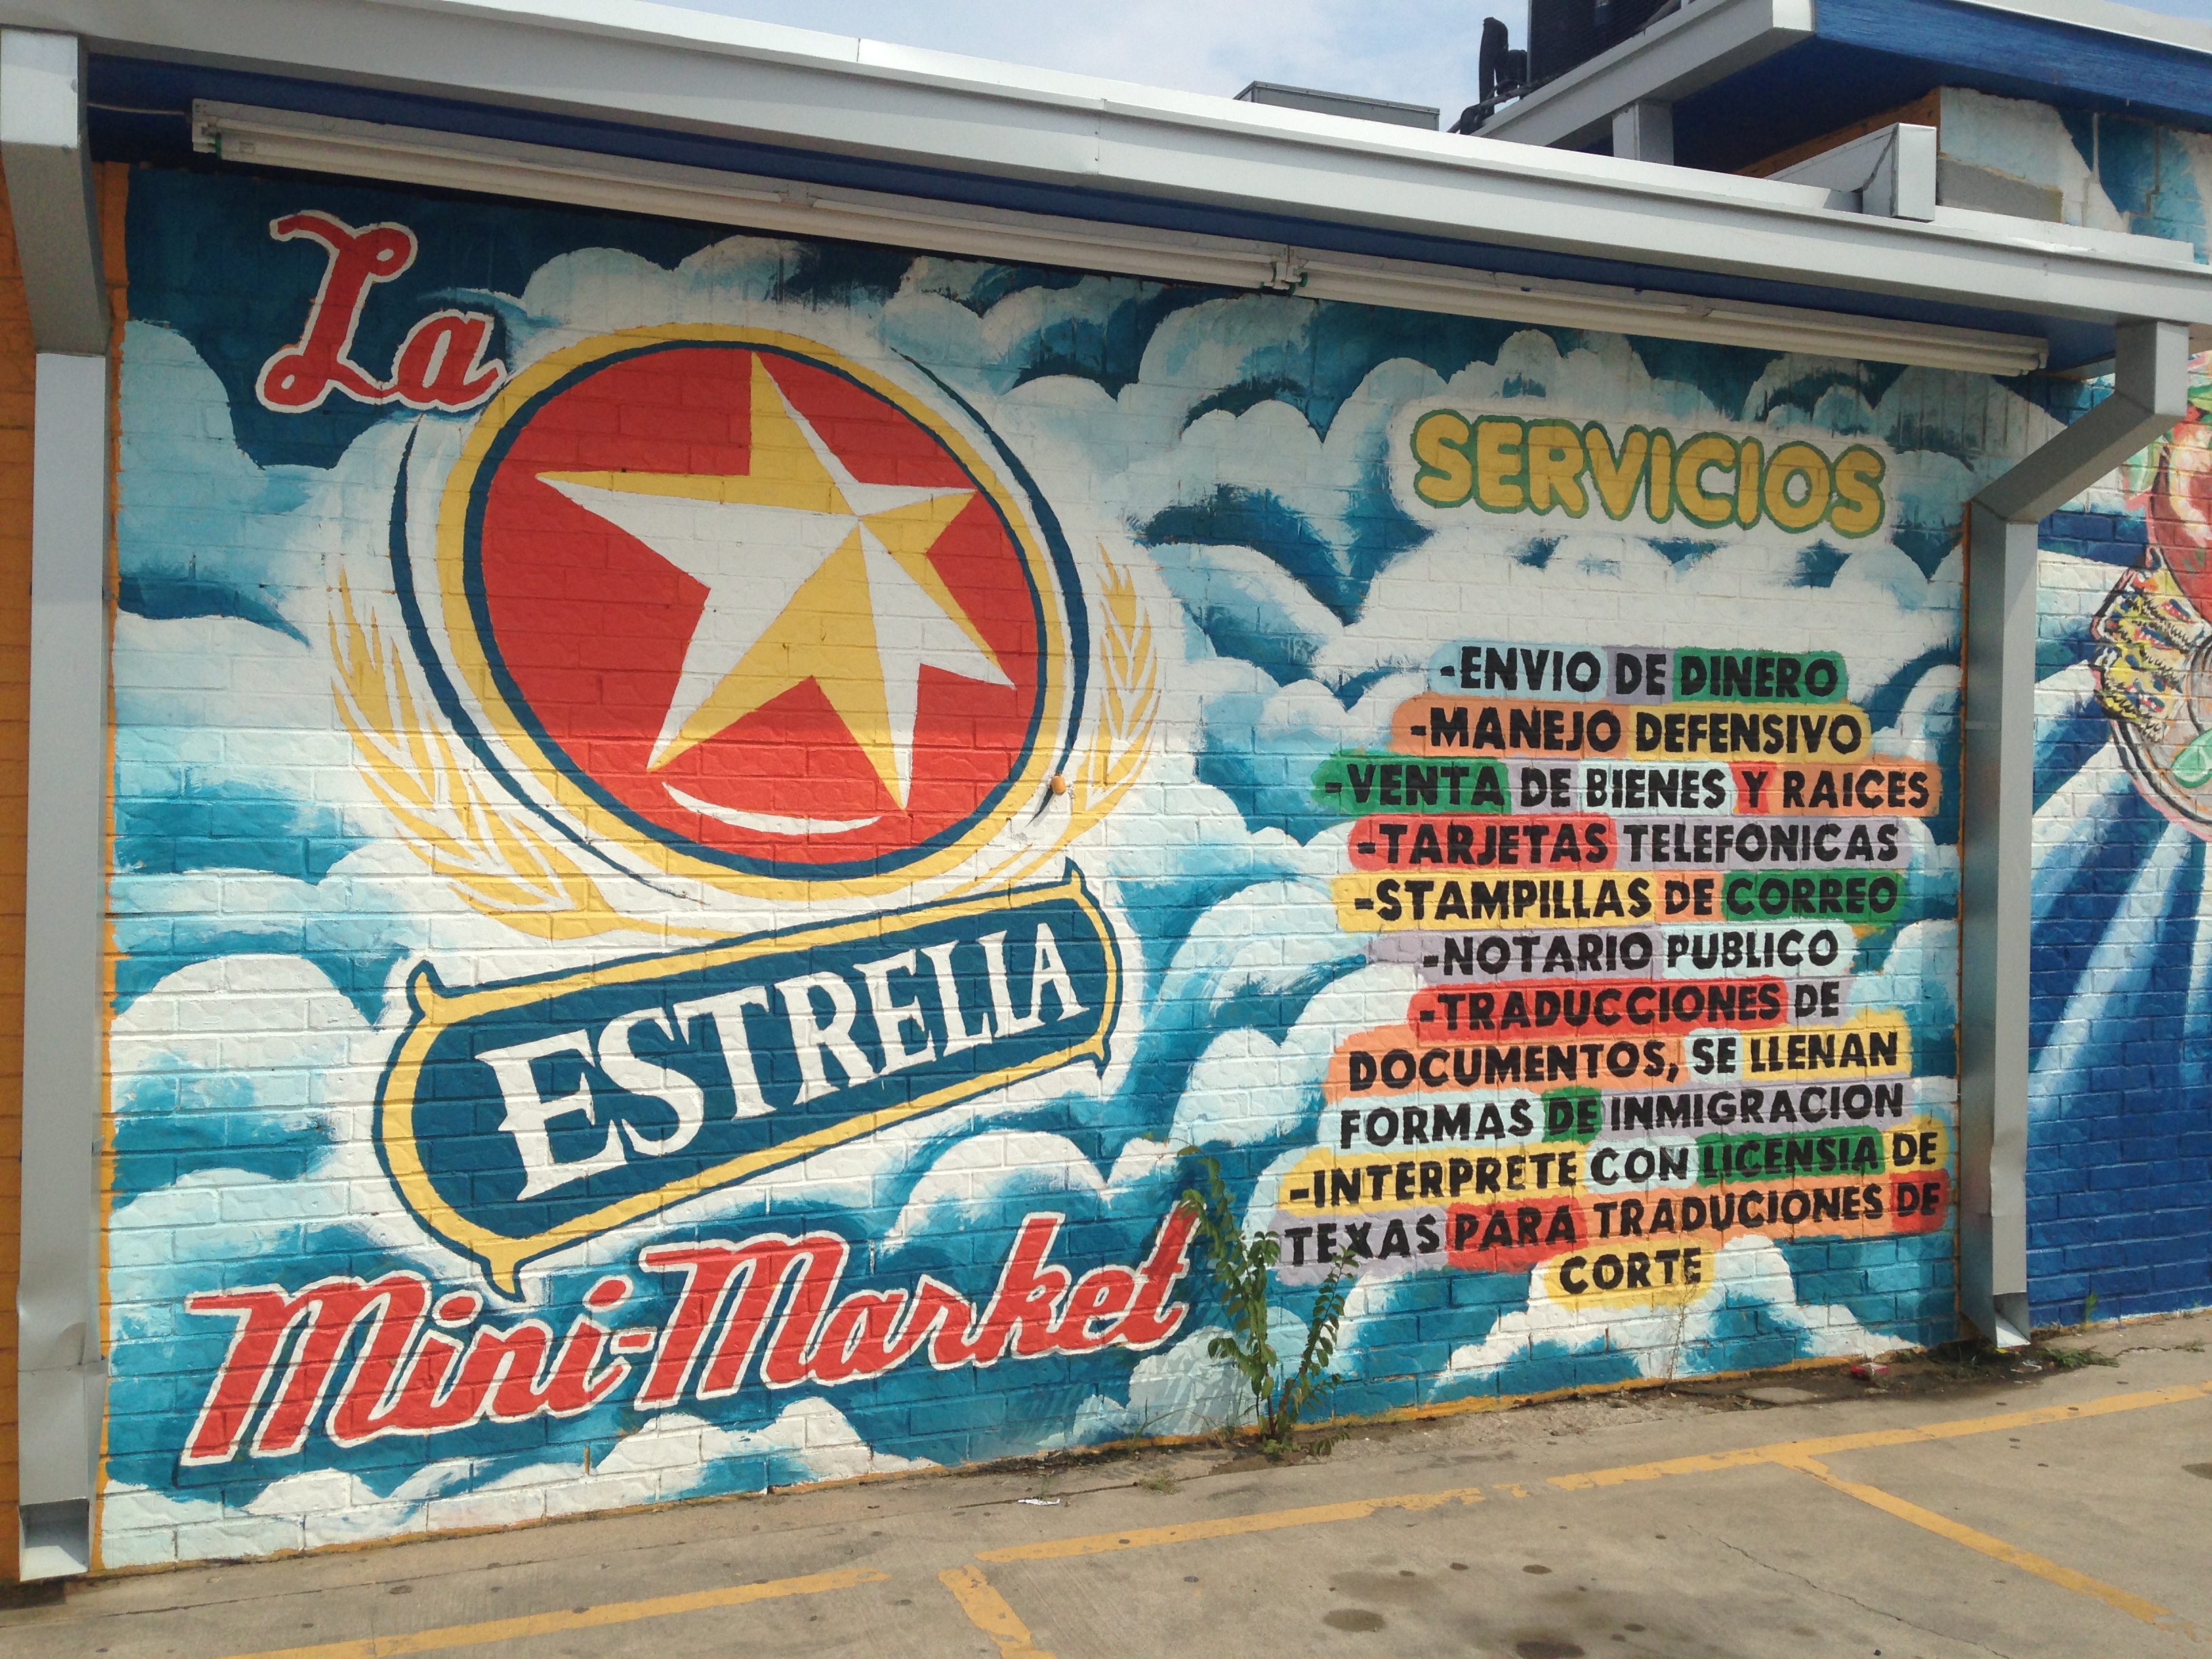 La
ESTRELLA
Mini-Market
SERVICIOS
-ENVIO DE DINERO
-MANEJO DEFENSIVO
-VENTA DE BIENES Y RAICES
-TARJETAS TELEFONICAS
-STAMPILLAS DE CORREO
-NOTARIO PUBLICO
-TRADUCCIONES DE
DOCUMENTOS, SE LLENAN
FORMAS DE INMIGRACION
-INTERPRETE CON LICENSIA DE
TEXAS PARA TRADUCIONES DE
CORTE